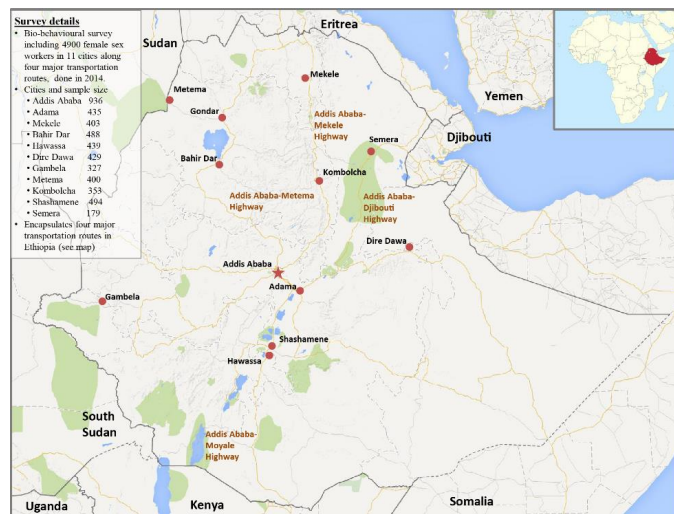 Survey details
• Bio-behavioural survey
including 4900 female sex
workers in 11 cities along
four major transportation
routes, done in 2014.
• Cities and sample size
• Addis Ababa 936
• Adama 435
• Mekele 403
• Bahir Dar 488
• Hawassa 439
• Dire Dawa 429
• Gambela 327
• Metema 400
• Kombolcha 353
• Shashamene 494
• Semera 179
• Encapsulates four major
transportation routes in
Ethiopia (see map)
Eritrea
Sudan
Yemen
Mekele
Metema
Gondar
Addis Ababa-
Mekele
Highway
Semera
Djibouti
Bahir Dar
Kombolcha
Addis Ababa-Metema
Highway
Addis Ababa-
Djibouti
Highway
Dire Dawa
Addis Ababa
Adama
Gambela
Shashamene
Hawassa
South
Sudan
Addis Ababa-
Moyale
Highway
Uganda
Kenya
Somalia